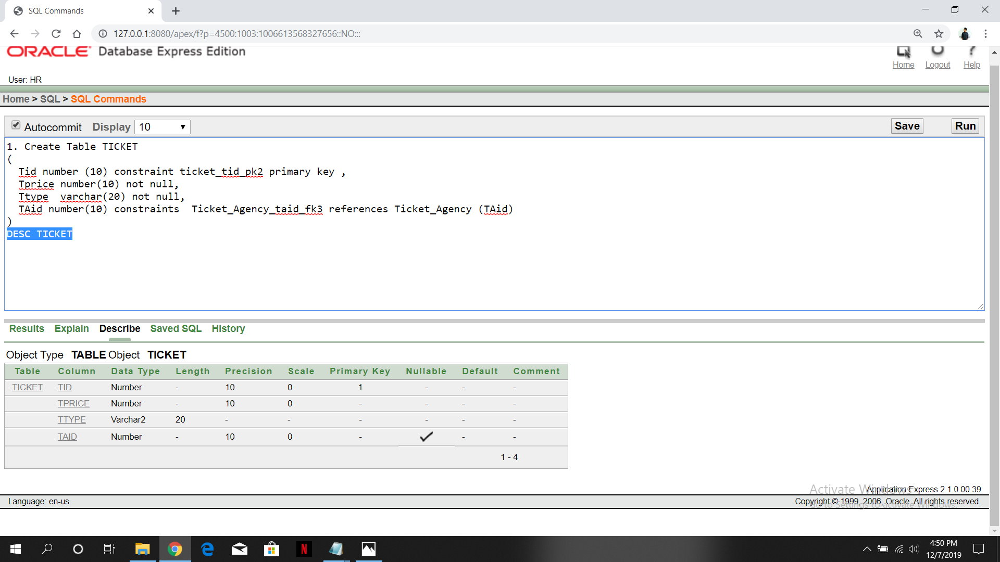 SQL Commands
127.0.0.1:8080/apex/f?p=4500:1003:1006613568327656::NO:::
ORACLE Database Express Edition
Home Logout Help
User: HR
Home > SQL > SQL Commands
Autocommit Display 10 Save Run
1. Create Table TICKET
(
Tid number (10) constraint ticket_tid_pk2 primary key ,
Tprice number(10) not null,
Ttype varchar(20) not null,
TAid number(10) constraints Ticket_Agency_taid_fk3 references Ticket_Agency (TAid)
)
DESC TICKET
Results Explain Describe Saved SQL History
Object Type TABLE Object TICKET
Table Column Data Type Length Precision Scale Primary Key Nullable Default Comment
TICKET TID Number - 10 0 1 - - -
TPRICE Number - 10 0 - - - -
TTYPE Varchar2 20 - - - - - -
TAID Number - 10 0 - - -
1 - 4
Activate Windows
Application Express 2.1.0.00.39
Language: en-us
Copyright © 1999, 2006, Oracle. All rights reserved.
Go to Settings to activate Windows.
4:50 PM
12/7/2019